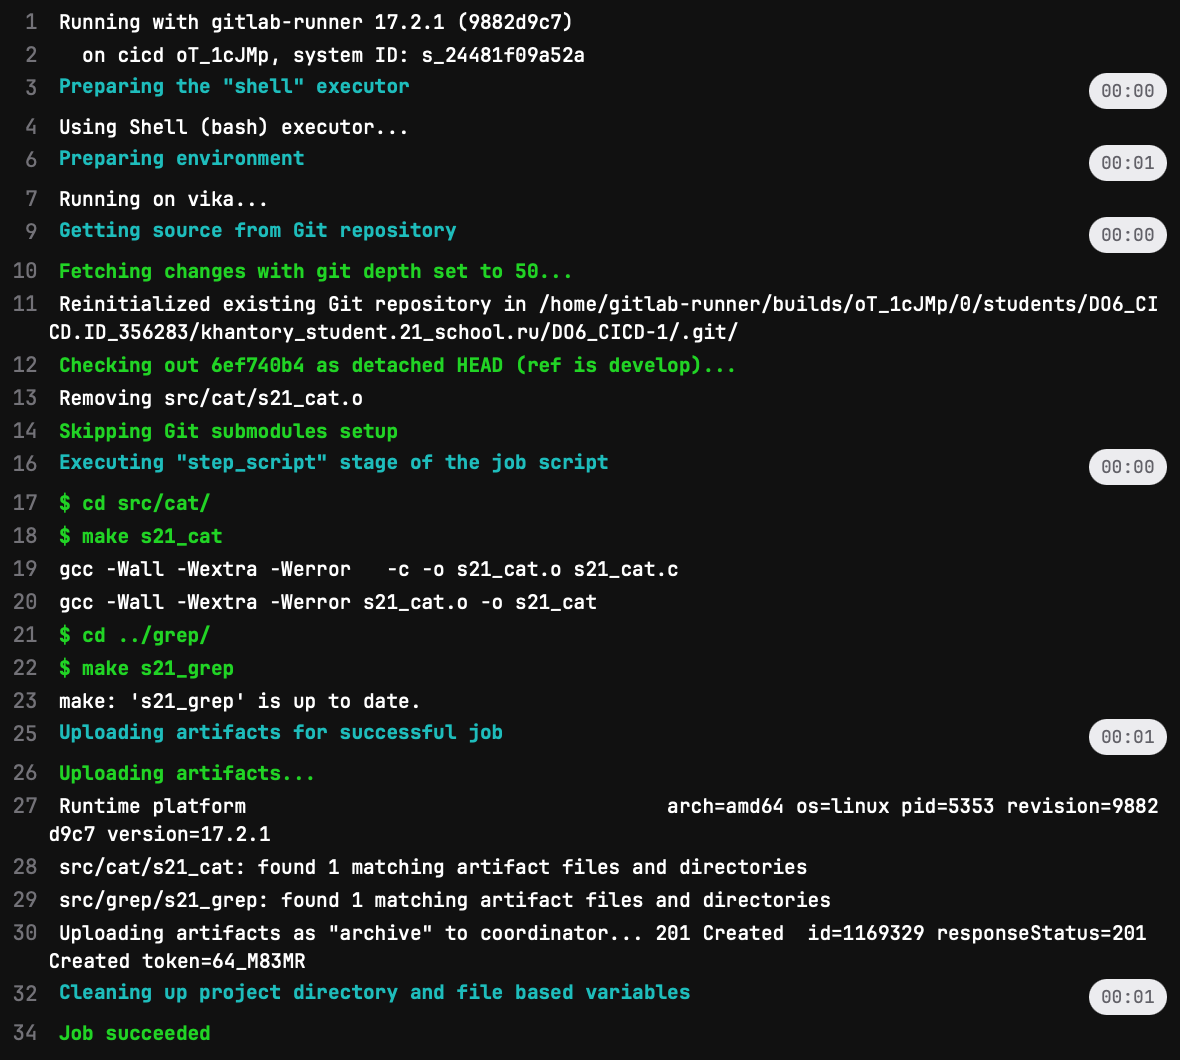 1 Running with gitlab-runner 17.2.1 (9882d9c7)
2   on cicd oT_1cJMp, system ID: s_24481f09a52a
3 Preparing the "shell" executor 00:00
4 Using Shell (bash) executor...
6 Preparing environment 00:01
7 Running on vika...
9 Getting source from Git repository 00:00
10 Fetching changes with git depth set to 50...
11 Reinitialized existing Git repository in /home/gitlab-runner/builds/oT_1cJMp/0/students/DO6_CI
CD.ID_356283/khantory_student.21_school.ru/DO6_CICD-1/.git/
12 Checking out 6ef740b4 as detached HEAD (ref is develop)...
13 Removing src/cat/s21_cat.o
14 Skipping Git submodules setup
16 Executing "step_script" stage of the job script 00:00
17 $ cd src/cat/
18 $ make s21_cat
19 gcc -Wall -Wextra -Werror   -c -o s21_cat.o s21_cat.c
20 gcc -Wall -Wextra -Werror s21_cat.o -o s21_cat
21 $ cd ../grep/
22 $ make s21_grep
23 make: 's21_grep' is up to date.
25 Uploading artifacts for successful job 00:01
26 Uploading artifacts...
27 Runtime platform                                    arch=amd64 os=linux pid=5353 revision=9882
d9c7 version=17.2.1
28 src/cat/s21_cat: found 1 matching artifact files and directories
29 src/grep/s21_grep: found 1 matching artifact files and directories
30 Uploading artifacts as "archive" to coordinator... 201 Created  id=1169329 responseStatus=201
Created token=64_M83MR
32 Cleaning up project directory and file based variables 00:01
34 Job succeeded